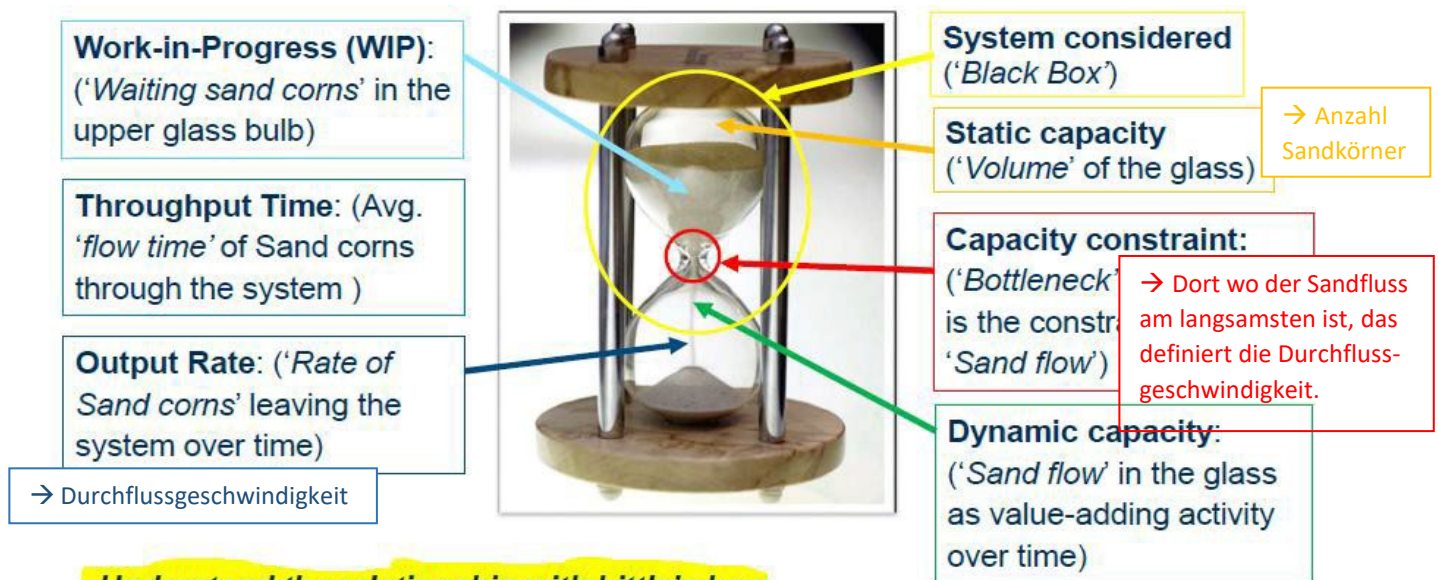 Work-in-Progress (WIP):
('Waiting sand corns' in the
upper glass bulb)
Throughput Time: (Avg.
'flow time' of Sand corns
through the system )
Output Rate: ('Rate of
Sand corns' leaving the
system over time)
→ Durchflussgeschwindigkeit
System considered
('Black Box')
Static capacity
('Volume' of the glass)
→ Anzahl
Sandkörner
Capacity constraint:
('Bottleneck'
is the
'Sand flow')
→ Dort wo der Sandfluss
am langsamsten ist, das
definiert die Durchfluss-
geschwindigkeit.
Dynamic capacity:
('Sand flow' in the glass
as value-adding activity
over time)